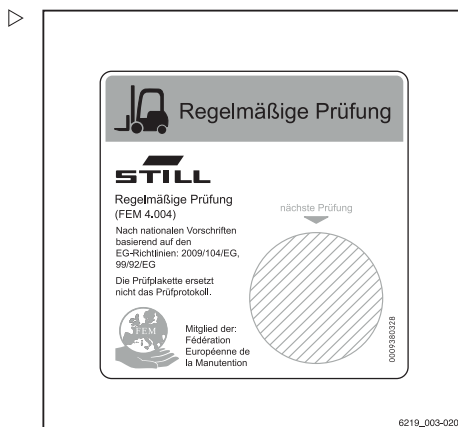 Regelmäßige Prüfung
STILL
Regelmäßige Prüfung
(FEM 4.004)
nächste Prüfung
Nach nationalen Vorschriften
basierend auf den
EG-Richtlinien: 2009/104/EG,
99/92/EG
Die Prüfplakette ersetzt
nicht das Prüfprotokoll.
FEM
Mitglied der:
Fédération
Européenne de
la Manutention
0009380328
6219_003-020